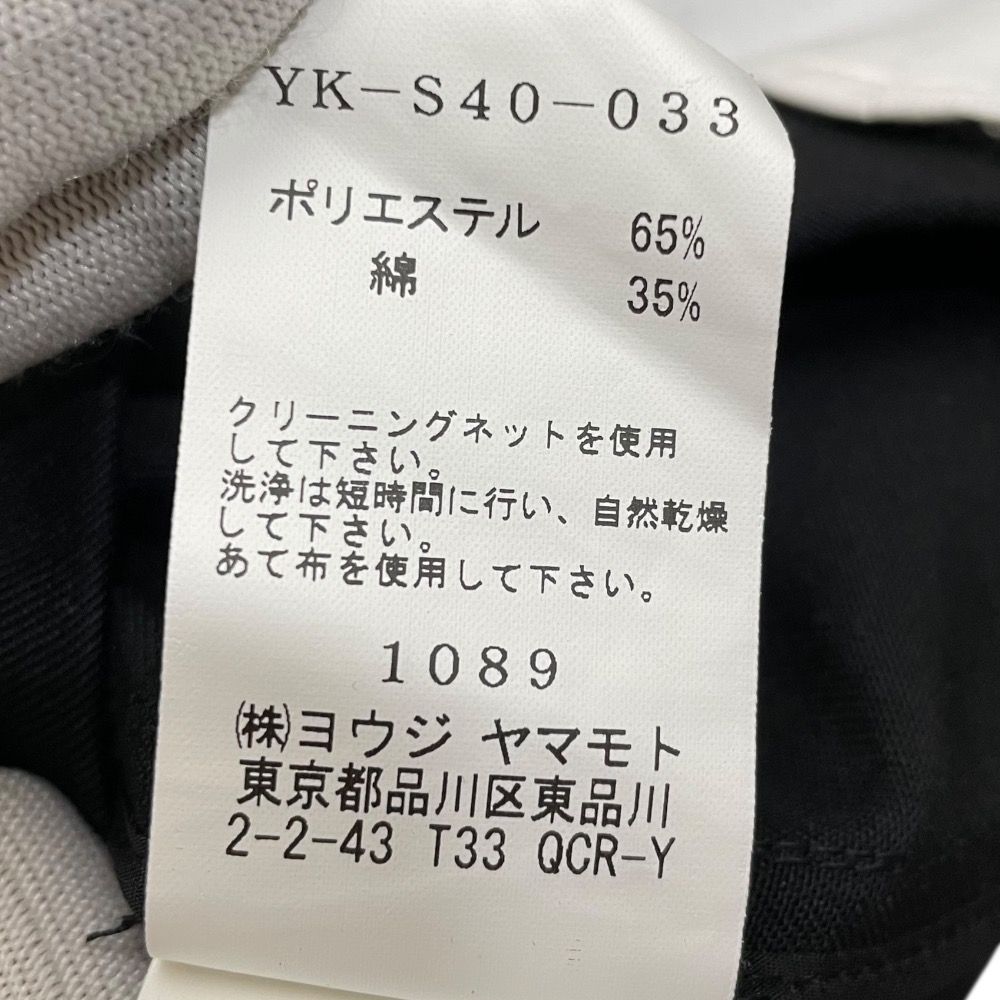 YK-S40-033
ポリエステル 65%
綿 35%
クリーニングネットを使用
して下さい。
洗浄は短時間に行い、自然乾燥
して下さい。
あて布を使用して下さい。
1089
㈱ヨウジ ヤマモト
東京都品川区東品川
2-2-43 T33 QCR-Y